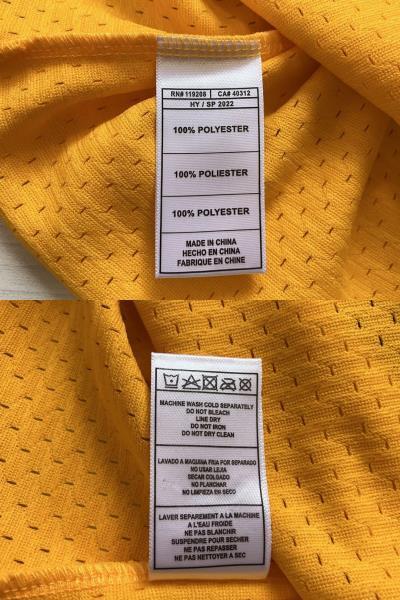 RN# 119208 CA# 40312
HY / SP 2022
100% POLYESTER
100% POLIESTER
100% POLYESTER
MADE IN CHINA
HECHO EN CHINA
FABRIQUE EN CHINE
MACHINE WASH COLD SEPARATELY
DO NOT BLEACH
LINE DRY
DO NOT IRON
DO NOT DRY CLEAN
LAVADO A MAQUINA FRIA POR SEPARADO
NO USAR LEJIA
SECAR COLGADO
NO PLANCHAR
NO LIMPIEZA EN SECO
LAVER SEPAREMENT A LA MACHINE
A L'EAU FROIDE
NE PAS BLANCHIR
SUSPENDRE POUR SECHER
NE PAS REPASSER
NE PAS NETTOYER A SEC